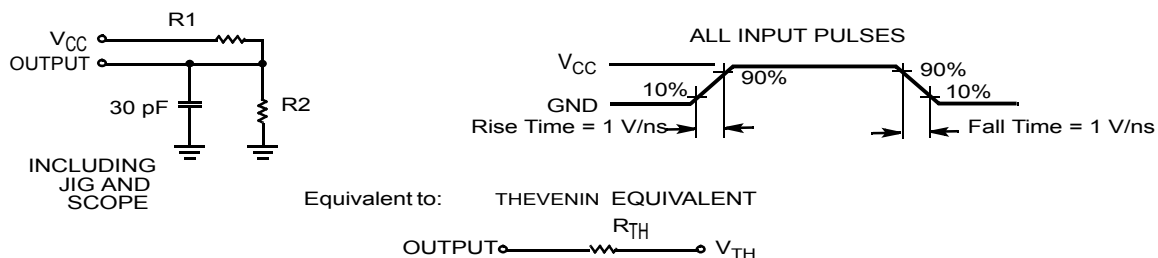 R1
VCC
OUTPUT
30 pF
R2
INCLUDING
JIG AND
SCOPE
ALL INPUT PULSES
VCC
GND
10%
90%
90%
10%
Rise Time = 1 V/ns
Fall Time = 1 V/ns
Equivalent to: THEVENIN EQUIVALENT
RTH
OUTPUT
VTH